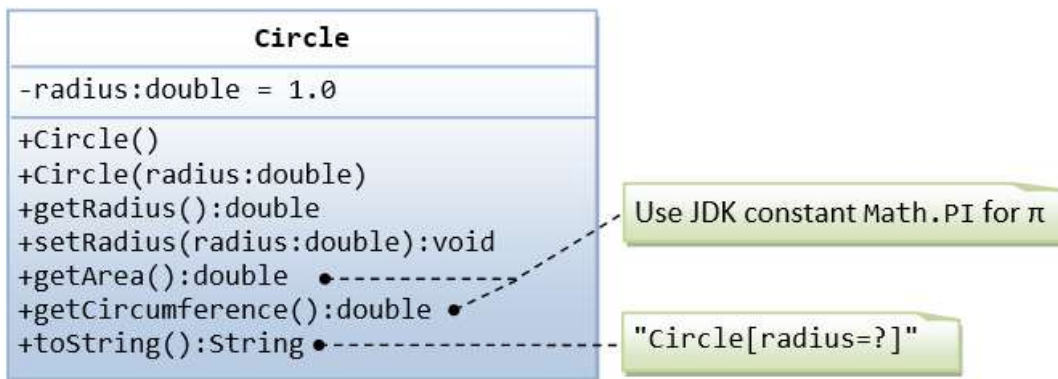 Circle
-radius:double = 1.0
+Circle()
+Circle(radius:double)
+getRadius():double
+setRadius(radius:double):void
+getArea():double
+getCircumference():double
+toString():String
Use JDK constant Math.PI for π
"Circle[radius=?]"